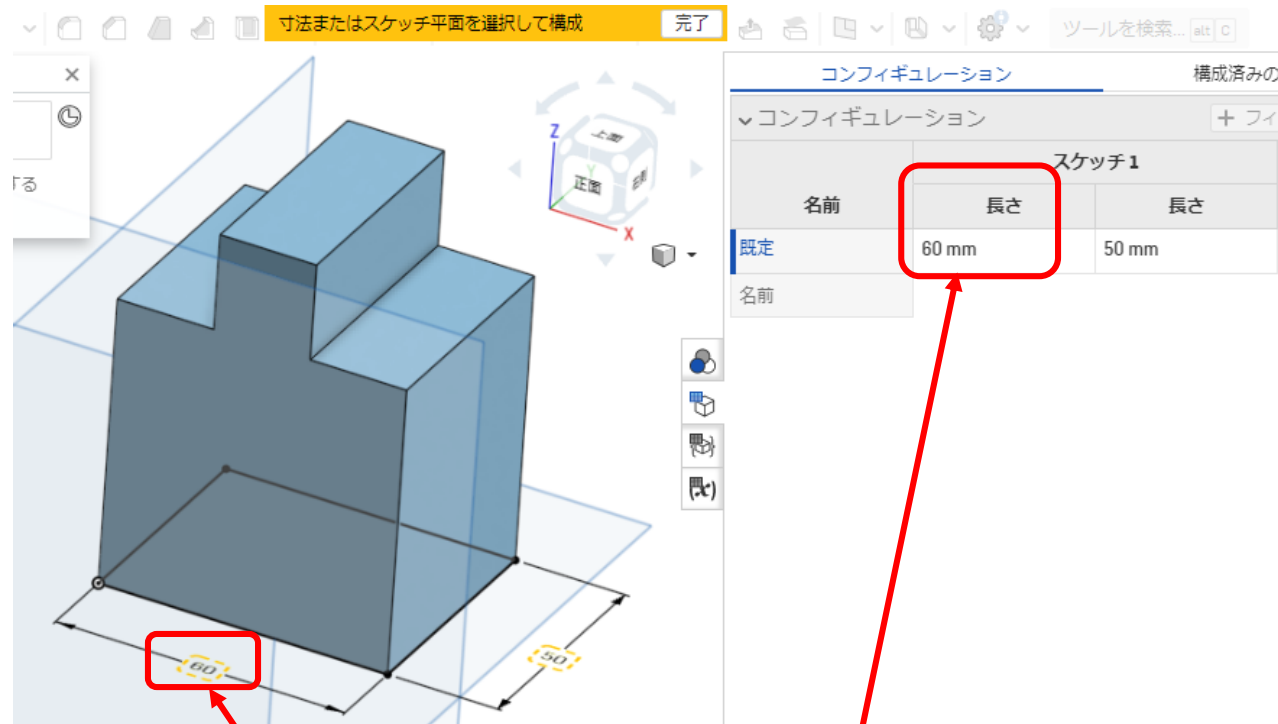 寸法またはスケッチ平面を選択して構成 完了
ツールを検索... alt C
する
コンフィギュレーション 構成済みの
コンフィギュレーション + フィ
スケッチ 1
名前 長さ 長さ
既定 60 mm 50 mm
名前
Z
上面
Y
正面
右側
X
60
50
(x)